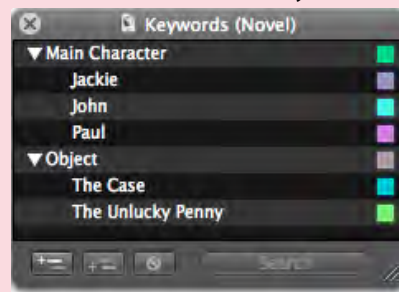 Keywords (Novel)
Main Character
Jackie
John
Paul
Object
The Case
The Unlucky Penny
Search